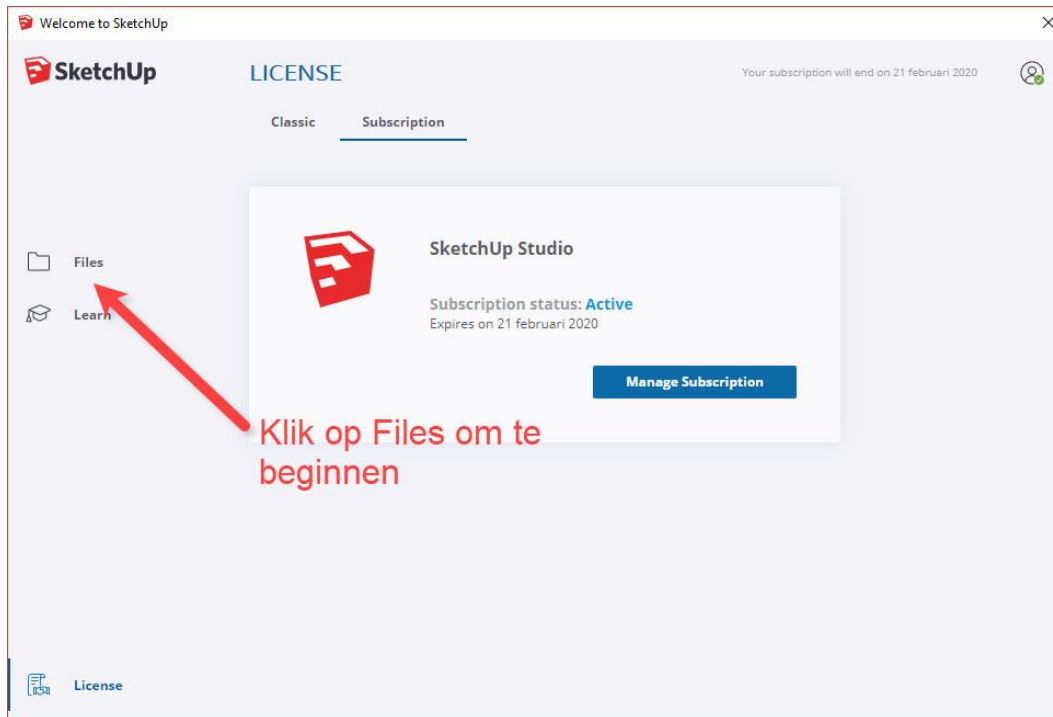 Welcome to SketchUp
SketchUp
LICENSE
Your subscription will end on 21 februari 2020
Classic
Subscription
Files
Learn
SketchUp Studio
Subscription status: Active
Expires on 21 februari 2020
Manage Subscription
Klik op Files om te
beginnen
License